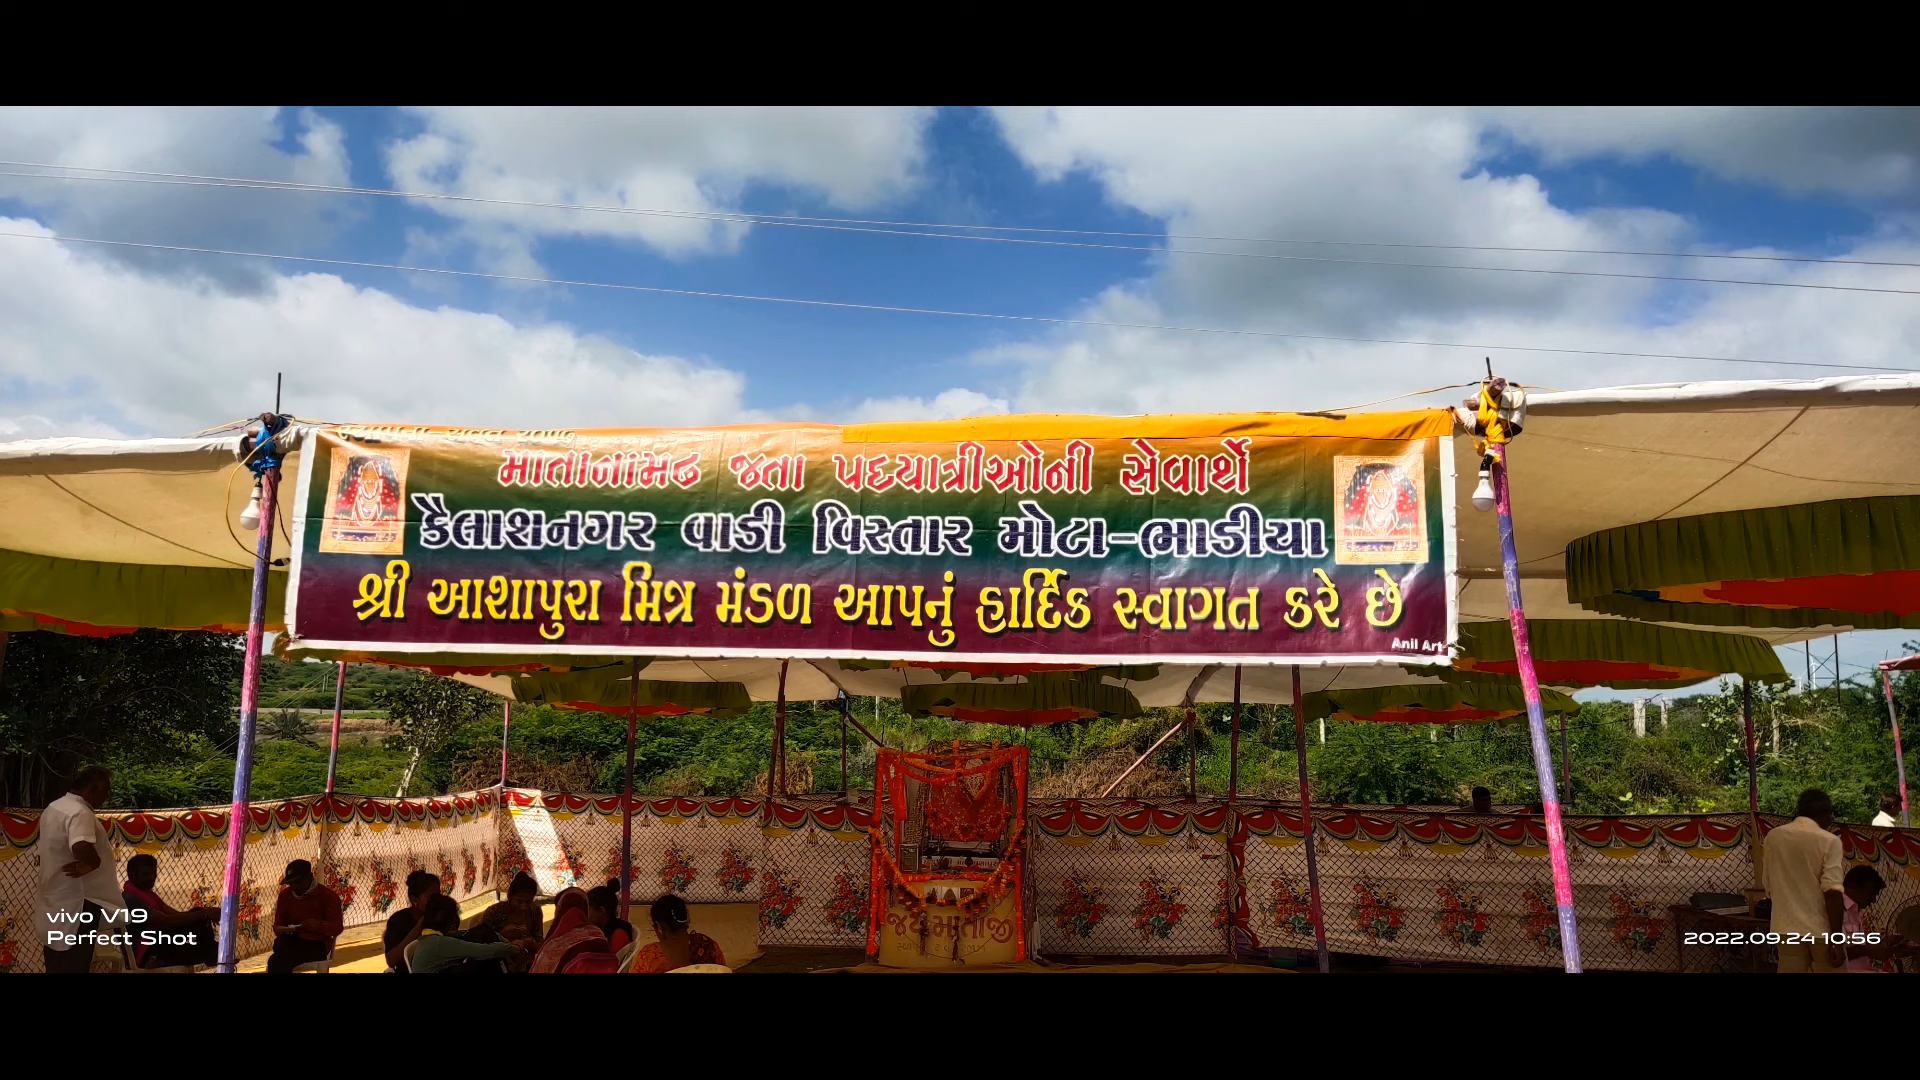 માતાનામઢ જતા પદયાત્રીઓની સેવાર્થે
કૈલાશનગર વાડી વિસ્તાર મોટા-ભાડીયા
શ્રી આશાપુરા મિત્ર મંડળ આપનું હાર્દિક સ્વાગત કરે છે
Anil Art
જય માતાજી
vivo V19
Perfect Shot
2022.09.24 10:56